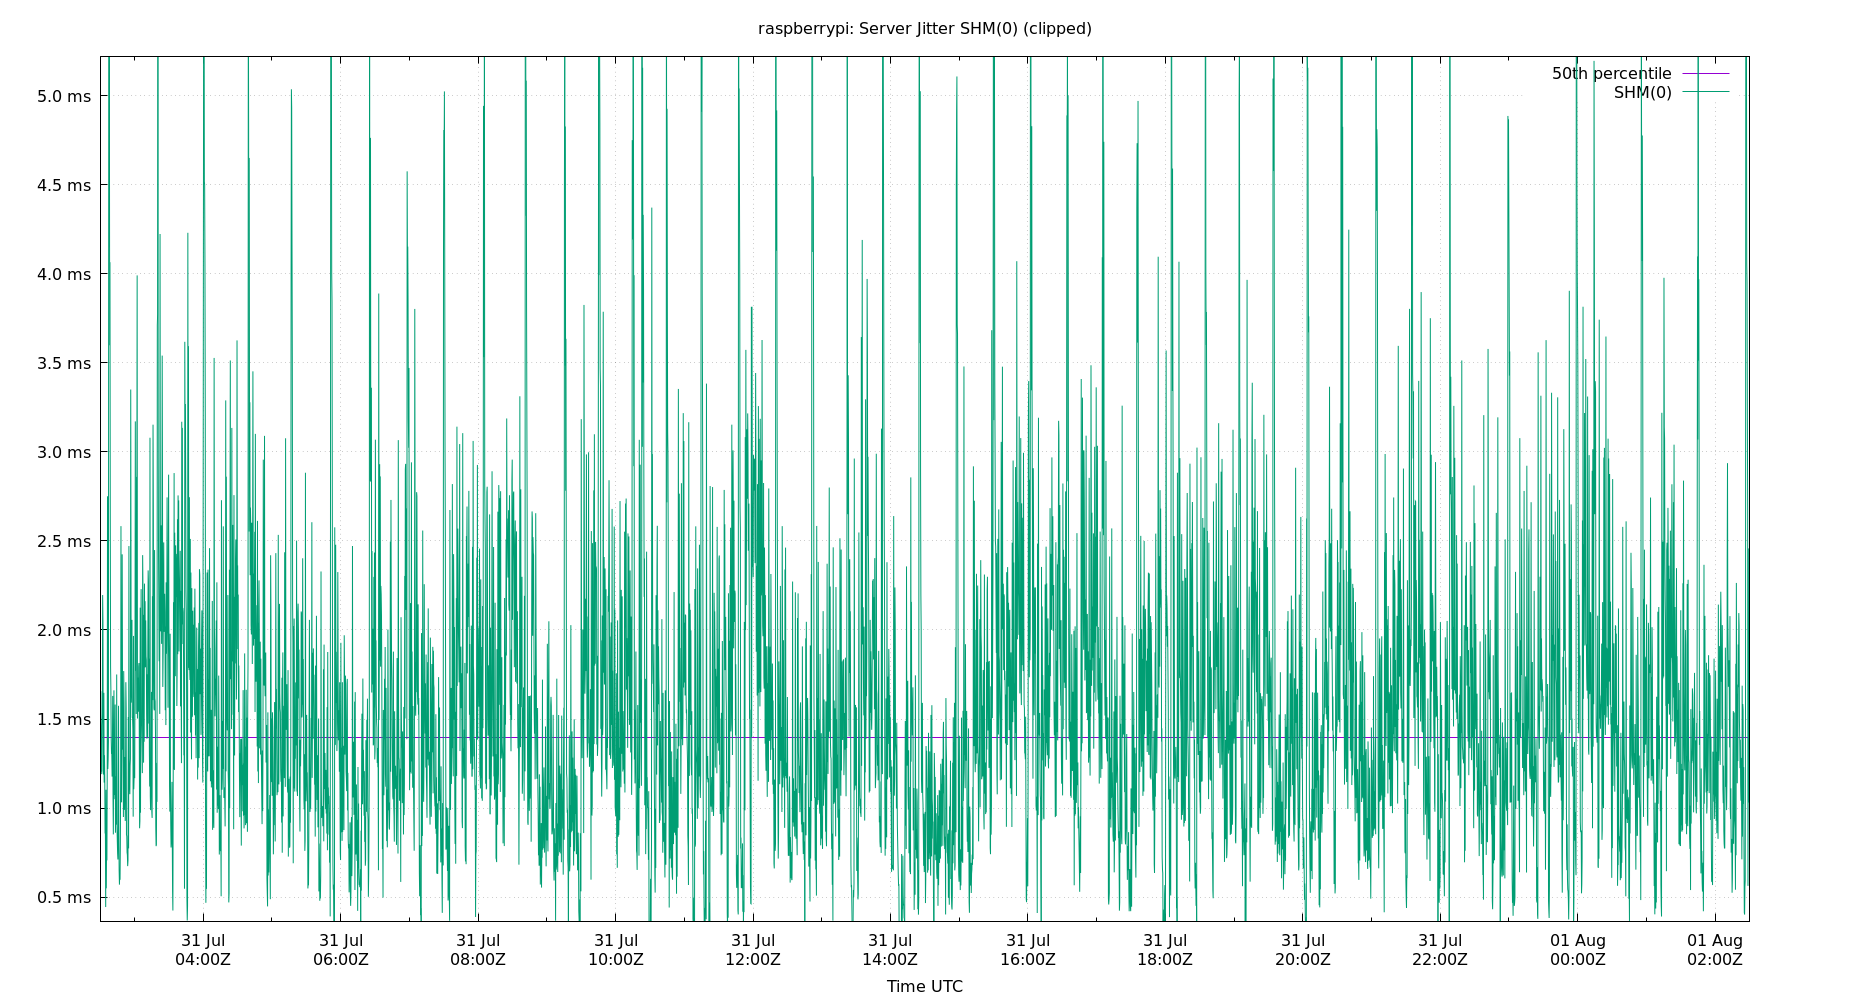 raspberrypi: Server Jitter SHM(0) (clipped)
50th percentile
SHM(0)
5.0 ms
4.5 ms
4.0 ms
3.5 ms
3.0 ms
2.5 ms
2.0 ms
1.5 ms
1.0 ms
0.5 ms
31 Jul 31 Jul 31 Jul 31 Jul 31 Jul 31 Jul 31 Jul 31 Jul 31 Jul 31 Jul 01 Aug 01 Aug
04:00Z 06:00Z 08:00Z 10:00Z 12:00Z 14:00Z 16:00Z 18:00Z 20:00Z 22:00Z 00:00Z 02:00Z
Time UTC